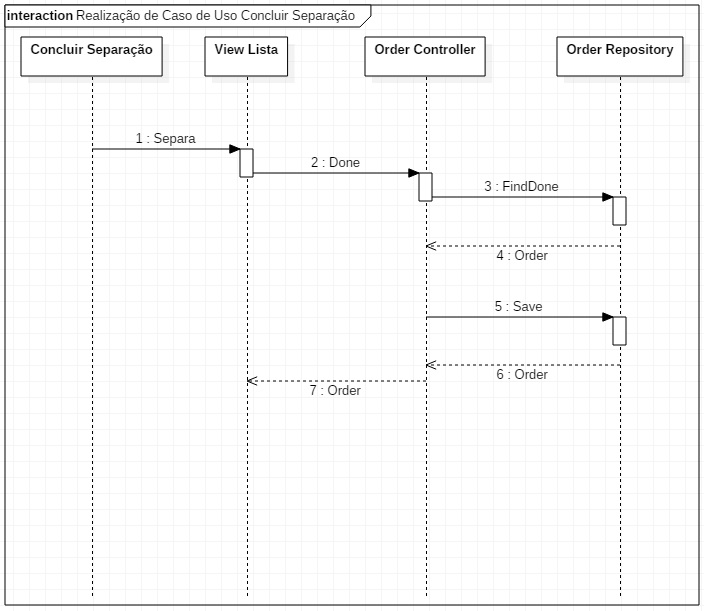 interaction Realização de Caso de Uso Concluir Separação
Concluir Separação
View Lista
Order Controller
Order Repository
1 : Separa
2 : Done
3 : FindDone
4 : Order
5 : Save
6 : Order
7 : Order